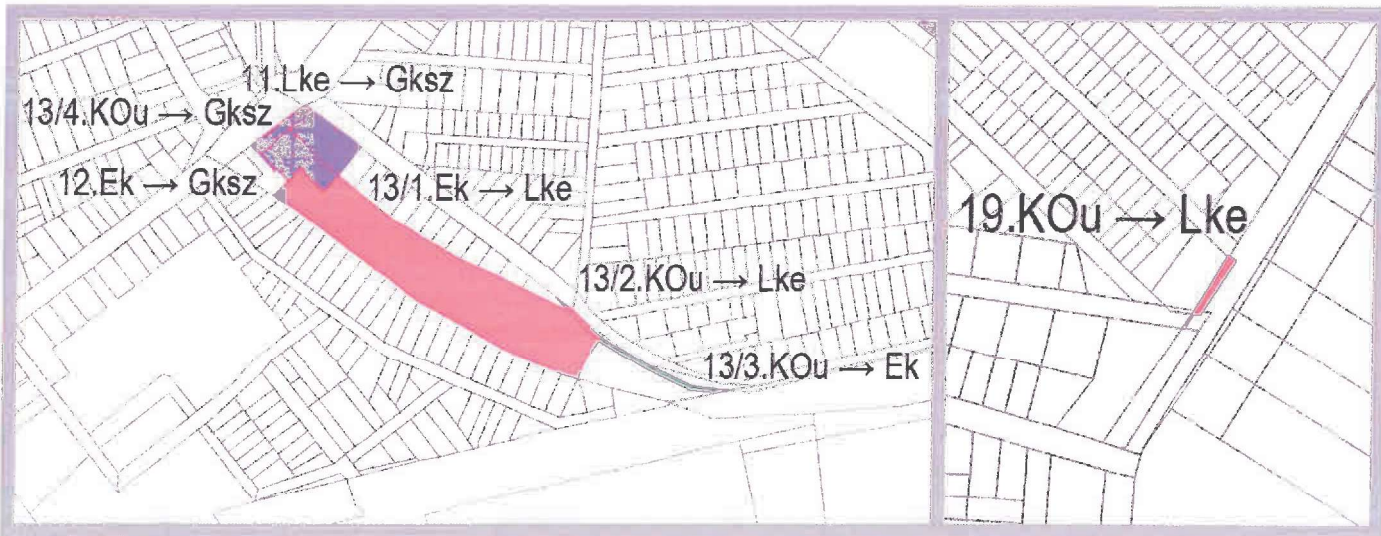 11.Lke → Gksz
13/4.KOu → Gksz
12.Ek → Gksz
13/1.Ek → Lke
13/2.KOu → Lke
13/3.KOu → Ek
19.KOu → Lke